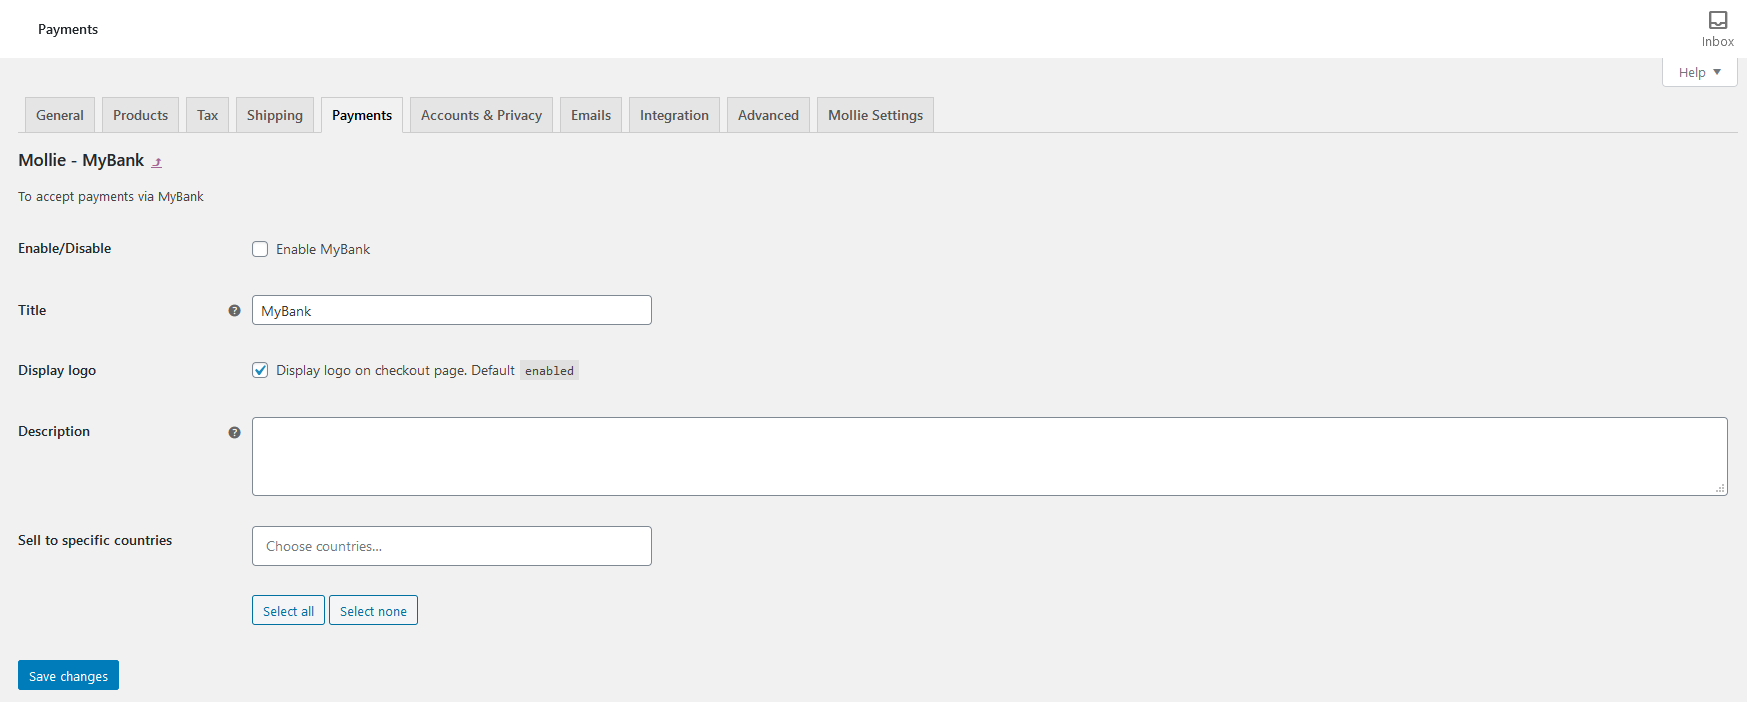 Payments
Inbox
Help
General Products Tax Shipping Payments Accounts & Privacy Emails Integration Advanced Mollie Settings
Mollie - MyBank
To accept payments via MyBank
Enable/Disable Enable MyBank
Title MyBank
Display logo Display logo on checkout page. Default enabled
Description
Sell to specific countries Choose countries...
Select all Select none
Save changes